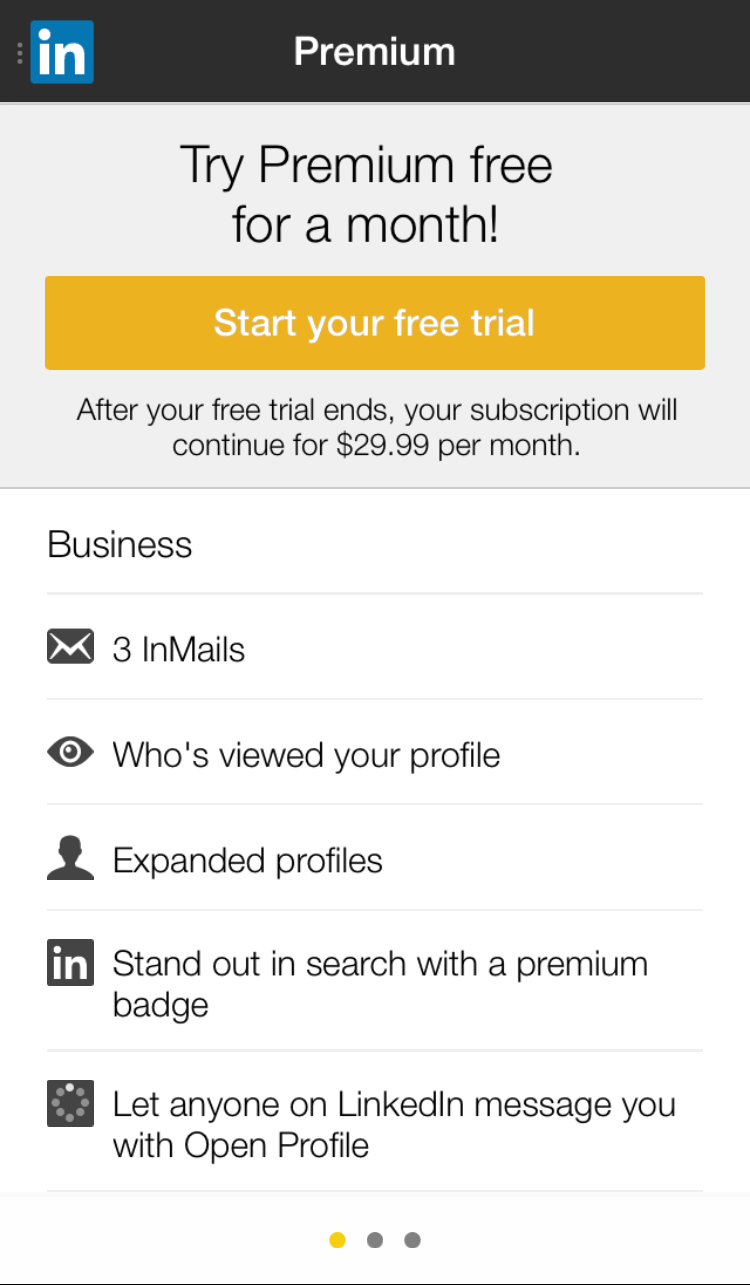 in
Premium
Try Premium free
for a month!
Start your free trial
After your free trial ends, your subscription will
continue for $29.99 per month.
Business
3 InMails
Who's viewed your profile
Expanded profiles
in
Stand out in search with a premium
badge
Let anyone on LinkedIn message you
with Open Profile